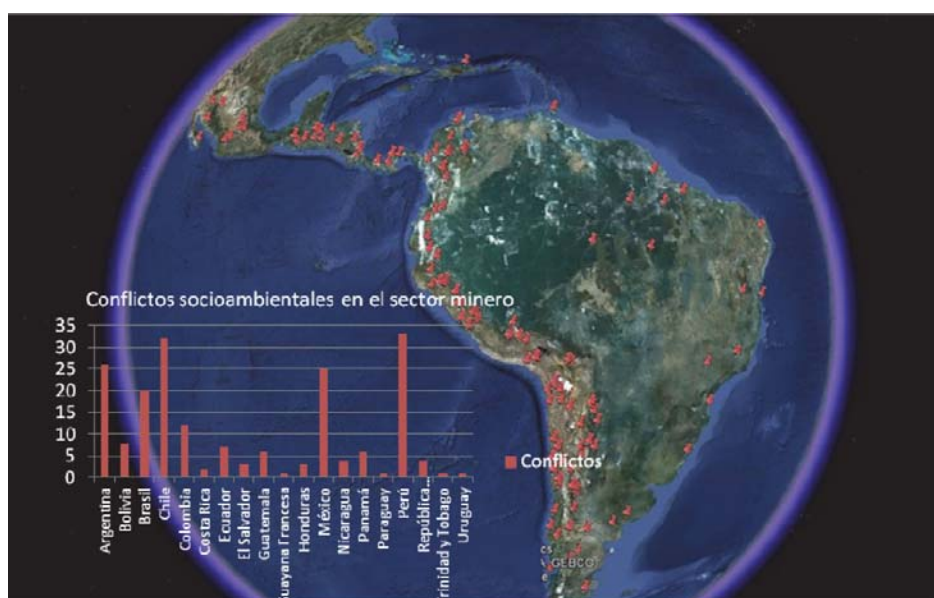 Conflictos socioambientales en el sector minero
35
30
25
20
15
10
5
0
Argentina
Bolivia
Brasil
Chile
Colombia
Costa Rica
Ecuador
El Salvador
Guatemala
Guayana Francesa
Honduras
México
Nicaragua
Panamá
Paraguay
Perú
República...
rinidad y Tobago
Uruguay
Conflictos
GEBCO